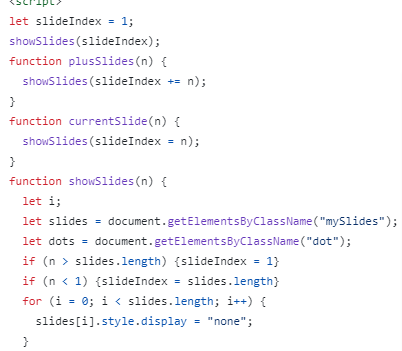 <script>
let slideIndex = 1;
showSlides(slideIndex);
function plusSlides(n) {
  showSlides(slideIndex += n);
}
function currentSlide(n) {
  showSlides(slideIndex = n);
}
function showSlides(n) {
  let i;
  let slides = document.getElementsByClassName("mySlides");
  let dots = document.getElementsByClassName("dot");
  if (n > slides.length) {slideIndex = 1}
  if (n < 1) {slideIndex = slides.length}
  for (i = 0; i < slides.length; i++) {
    slides[i].style.display = "none";
  }